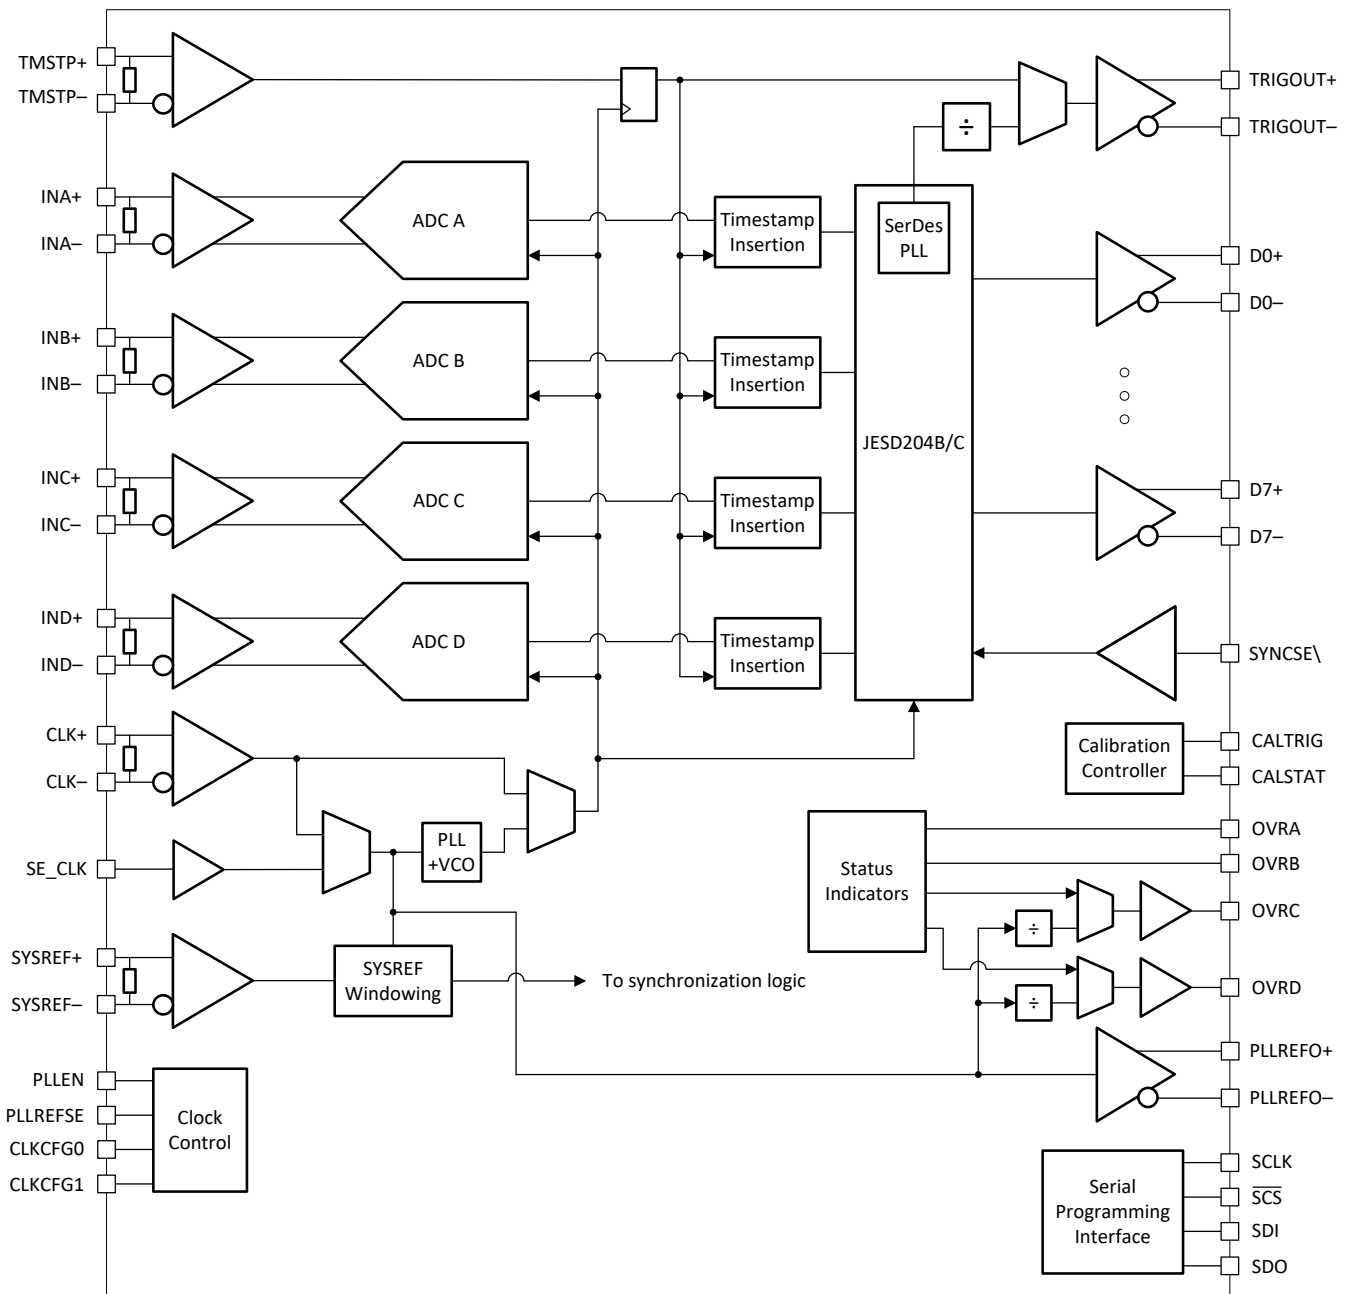 TMSTP+
TMSTP–
TRIGOUT+
TRIGOUT–
÷
INA+
INA–
ADC A
Timestamp
Insertion
SerDes
PLL
D0+
D0–
INB+
INB–
ADC B
Timestamp
Insertion
JESD204B/C
INC+
INC–
ADC C
Timestamp
Insertion
D7+
D7–
IND+
IND–
ADC D
Timestamp
Insertion
SYNCSE\
CLK+
CLK–
Calibration
Controller
CALTRIG
CALSTAT
SE_CLK
PLL
+VCO
Status
Indicators
OVRA
OVRB
OVRC
÷
OVRD
÷
SYSREF+
SYSREF–
SYSREF
Windowing
To synchronization logic
PLLREFO+
PLLREFO–
PLLEN
PLLREFSE
CLKCFG0
CLKCFG1
Clock
Control
Serial
Programming
Interface
SCLK
SCS
SDI
SDO